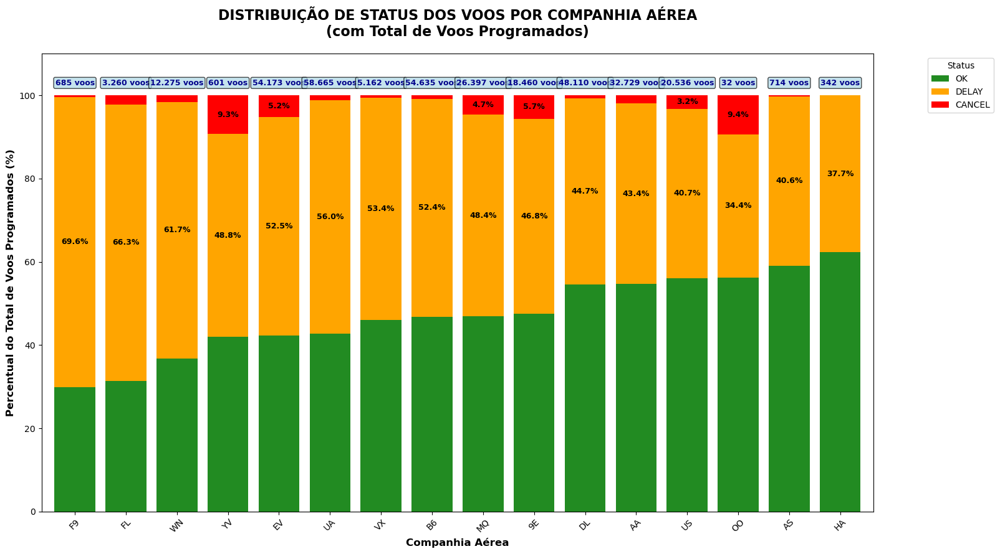 DISTRIBUIÇÃO DE STATUS DOS VOOS POR COMPANHIA AÉREA
(com Total de Voos Programados)
685 voos 3.260 voos 12.275 voos 601 voos 54.173 voos 58.665 voos 5.162 voos 54.635 voos 26.397 voos 18.460 voos 48.110 voos 32.729 voos 20.536 voos 32 voos 714 voos 342 voos
Status
OK
DELAY
CANCEL
9.3% 5.2% 4.7% 5.7% 3.2% 9.4%
69.6% 66.3% 61.7% 48.8% 52.5% 56.0% 53.4% 52.4% 48.4% 46.8% 44.7% 43.4% 40.7% 34.4% 40.6% 37.7%
100
80
60
40
20
0
Percentual do Total de Voos Programados (%)
F9 FL WN YV EV UA VX B6 MQ 9E DL AA US OO AS HA
Companhia Aérea